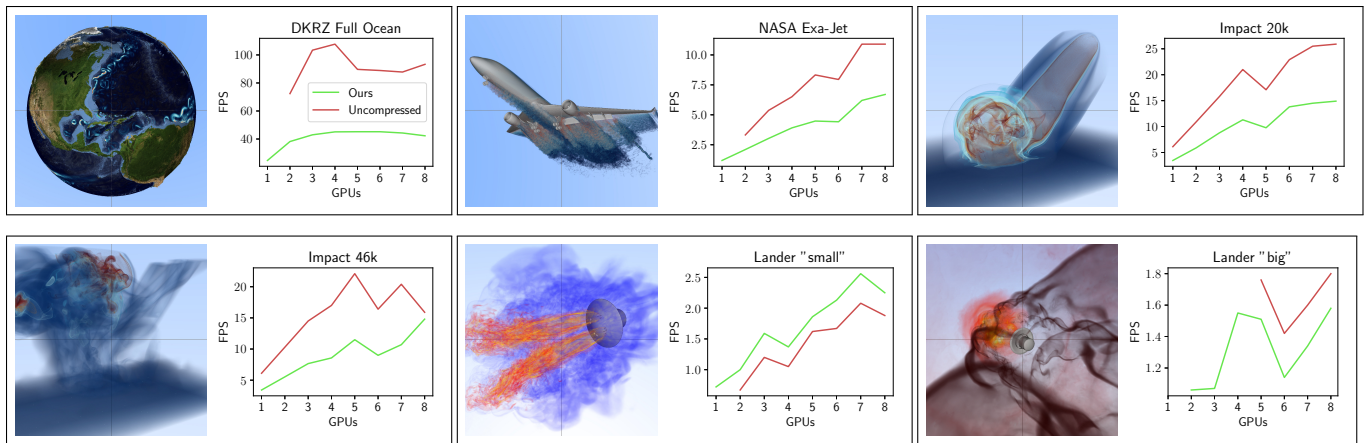 DKRZ Full Ocean
100
80
60
40
FPS
Ours
Uncompressed
1 2 3 4 5 6 7 8
GPUs
NASA Exa-Jet
10.0
7.5
5.0
2.5
FPS
1 2 3 4 5 6 7 8
GPUs
Impact 20k
25
20
15
10
5
FPS
1 2 3 4 5 6 7 8
GPUs
Impact 46k
20
15
10
5
FPS
1 2 3 4 5 6 7 8
GPUs
Lander "small"
2.5
2.0
1.5
1.0
FPS
1 2 3 4 5 6 7 8
GPUs
Lander "big"
1.8
1.6
1.4
1.2
FPS
1 2 3 4 5 6 7 8
GPUs